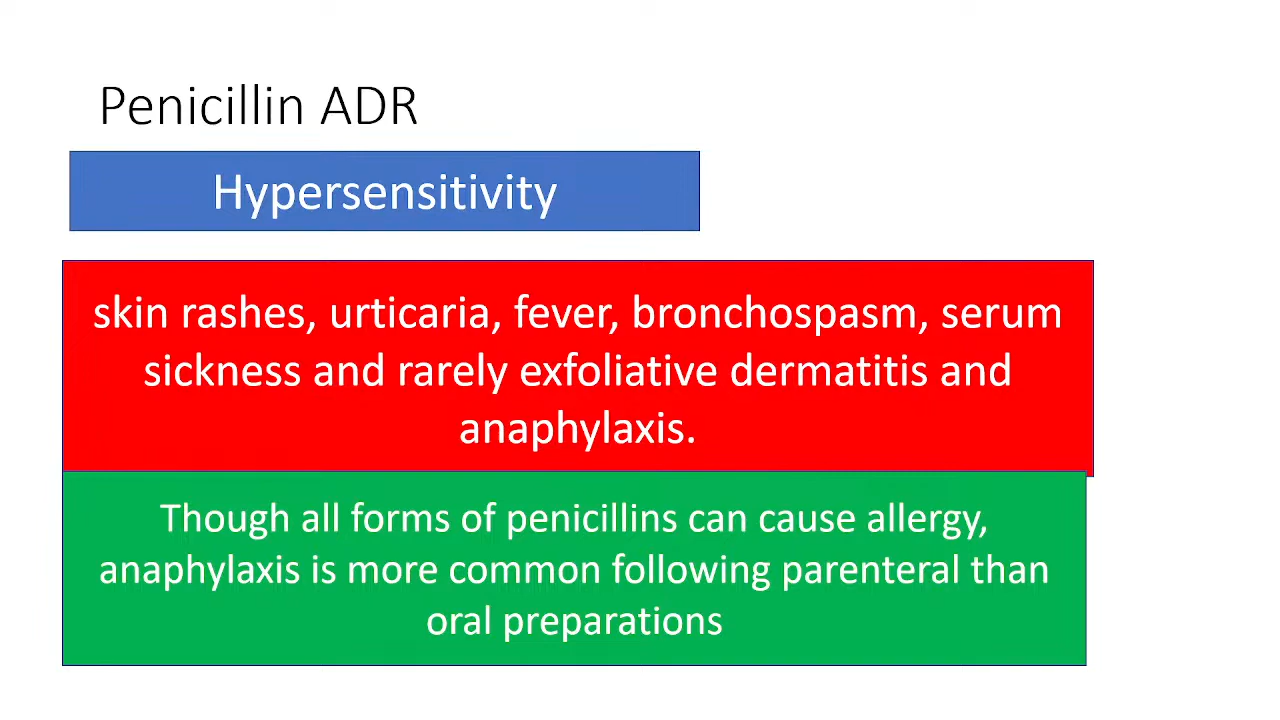 Penicillin ADR
Hypersensitivity
skin rashes, urticaria, fever, bronchospasm, serum
sickness and rarely exfoliative dermatitis and
anaphylaxis.
Though all forms of penicillins can cause allergy,
anaphylaxis is more common following parenteral than
oral preparations